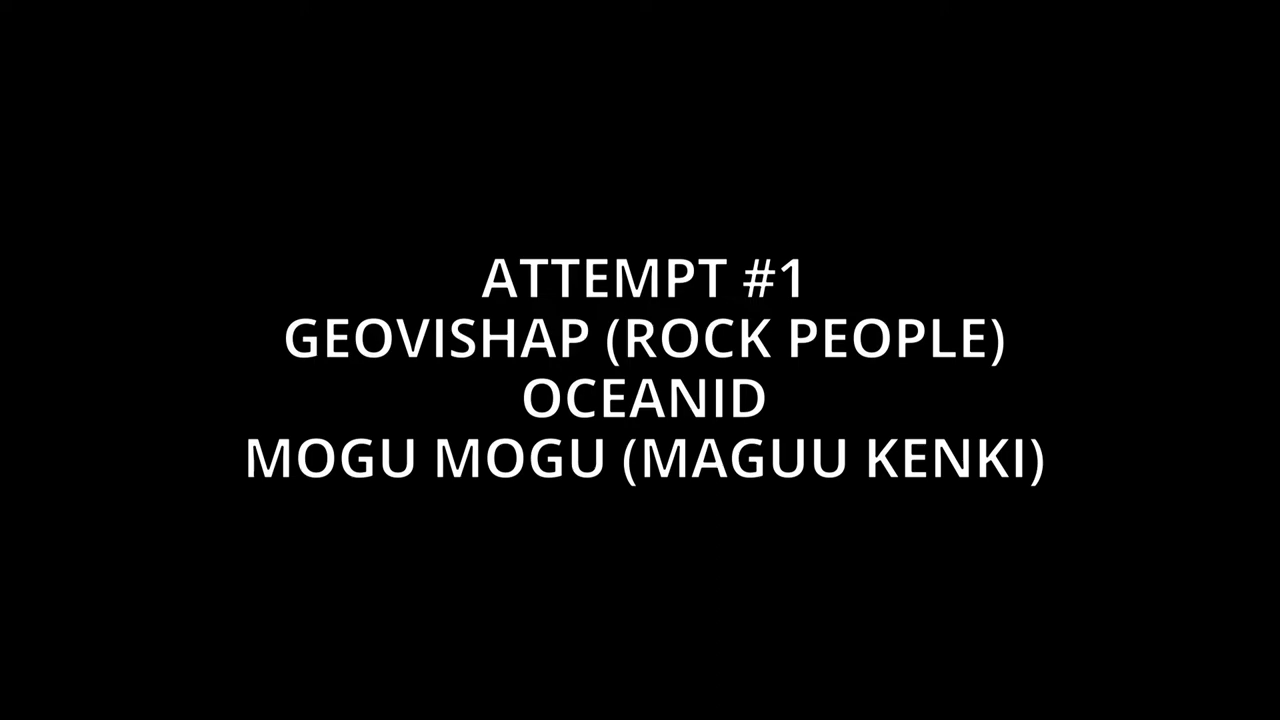 ATTEMPT #1
GEOVISHAP (ROCK PEOPLE)
OCEANID
MOGU MOGU (MAGUU KENKI)